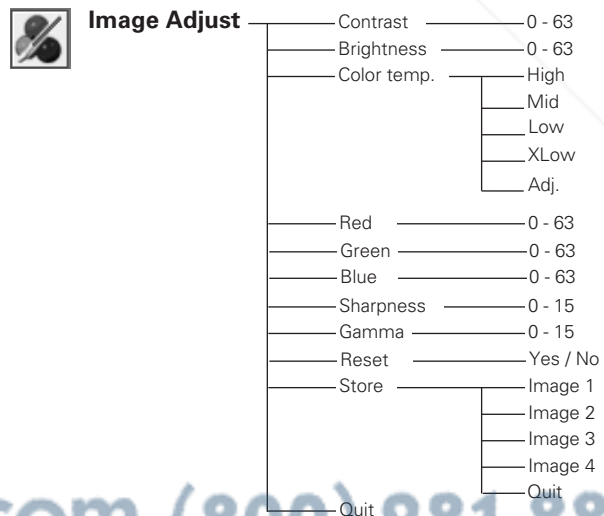 Image Adjust
Contrast 0 - 63
Brightness 0 - 63
Color temp. High
Mid
Low
XLow
Adj.
Red 0 - 63
Green 0 - 63
Blue 0 - 63
Sharpness 0 - 15
Gamma 0 - 15
Reset Yes / No
Store Image 1
Image 2
Image 3
Image 4
Quit
Quit